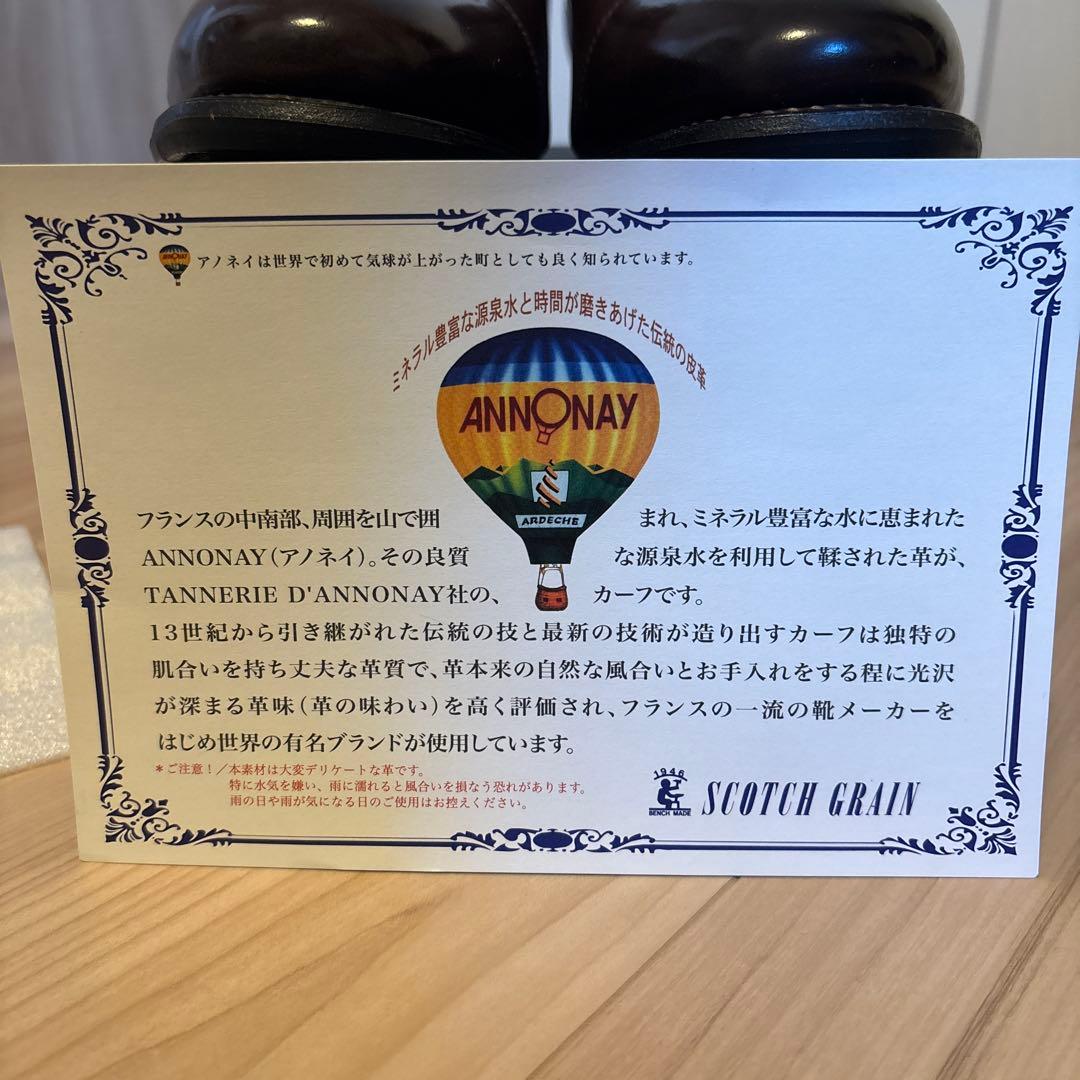 アノネイは世界で初めて気球が上がった町としても良く知られています。
ミネラル豊富な源泉水と時間が磨きあげた伝統の皮革
ANNONAY
ARDECHE
フランスの中南部、周囲を山で囲まれ、ミネラル豊富な水に恵まれた
ANNONAY（アノネイ）。その良質な源泉水を利用して鞣された革が、
TANNERIE D'ANNONAY社の、カーフです。
13世紀から引き継がれた伝統の技と最新の技術が造り出すカーフは独特の
肌合いを持ち丈夫な革質で、革本来の自然な風合いとお手入れをする程に光沢
が深まる革味（革の味わい）を高く評価され、フランスの一流の靴メーカーを
はじめ世界の有名ブランドが使用しています。
＊ご注意！／本素材は大変デリケートな革です。
特に水気を嫌い、雨に濡れると風合いを損なう恐れがあります。
雨の日や雨が気になる日のご使用はお控えください。
1946
BENCH MADE
SCOTCH GRAIN